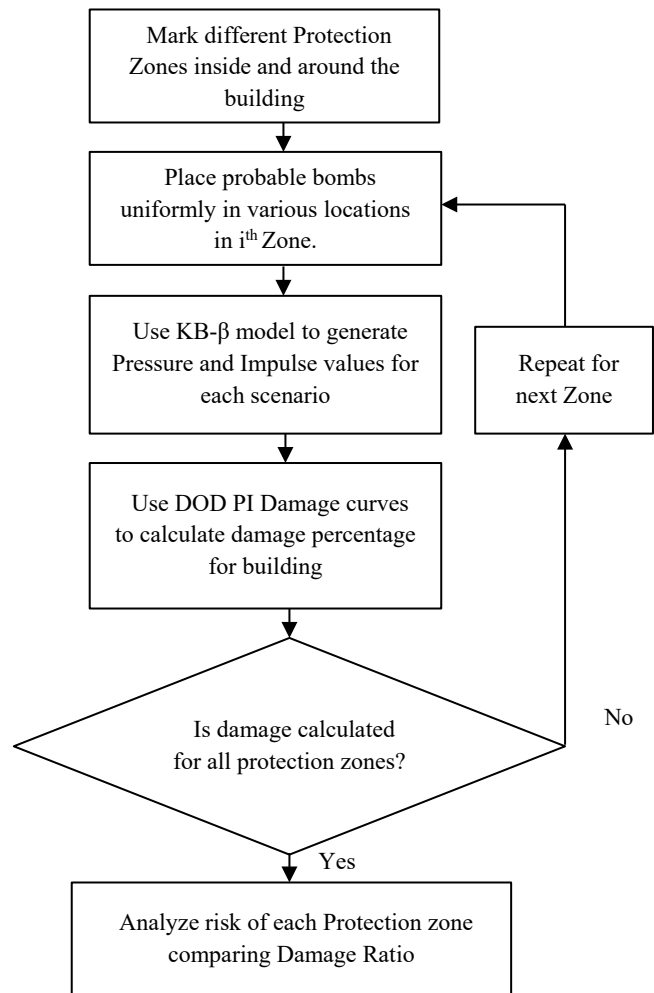 Mark different Protection
Zones inside and around the
building
Place probable bombs
uniformly in various locations
in iᵗʰ Zone.
Use KB-β model to generate
Pressure and Impulse values for
each scenario
Repeat for
next Zone
Use DOD PI Damage curves
to calculate damage percentage
for building
Is damage calculated
for all protection zones?
No
Yes
Analyze risk of each Protection zone
comparing Damage Ratio